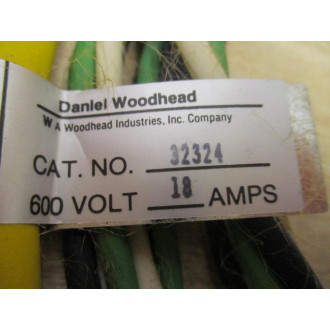 Daniel Woodhead
W A Woodhead Industries, Inc. Company
CAT. NO. 32324
600 VOLT 18 AMPS